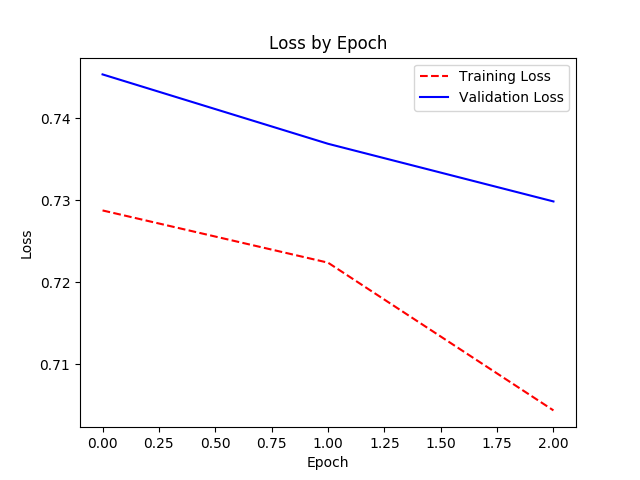 Loss by Epoch
Training Loss
Validation Loss
0.74
0.73
0.72
0.71
Loss
0.00 0.25 0.50 0.75 1.00 1.25 1.50 1.75 2.00
Epoch